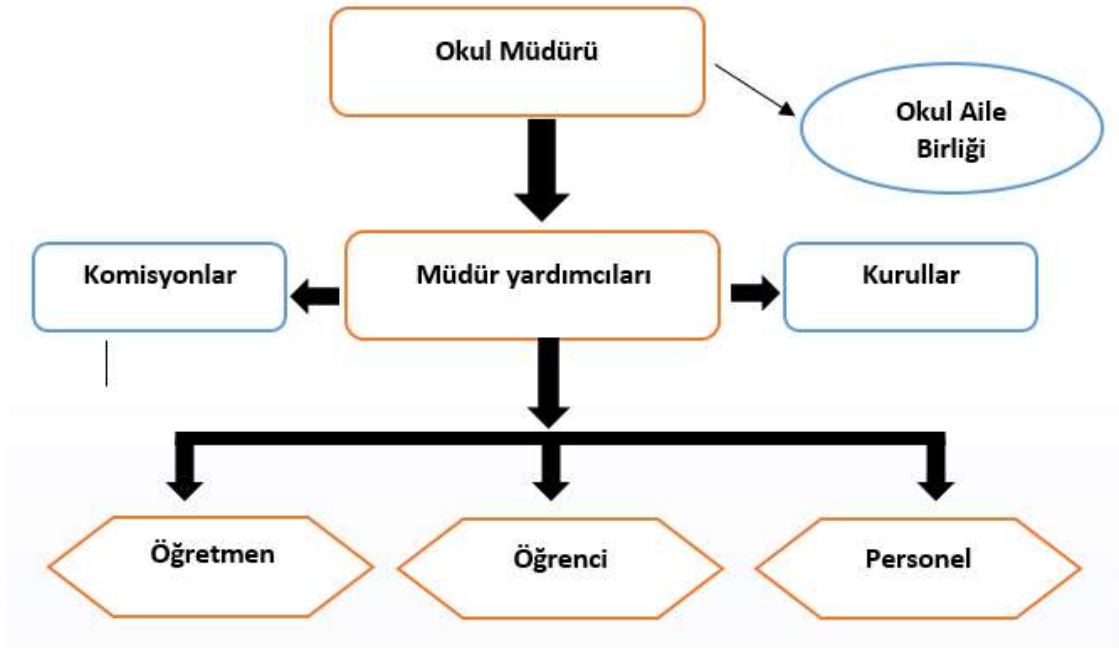 Okul Müdürü
Okul Aile
Birliği
Komisyonlar
Müdür yardımcıları
Kurullar
Öğretmen
Öğrenci
Personel